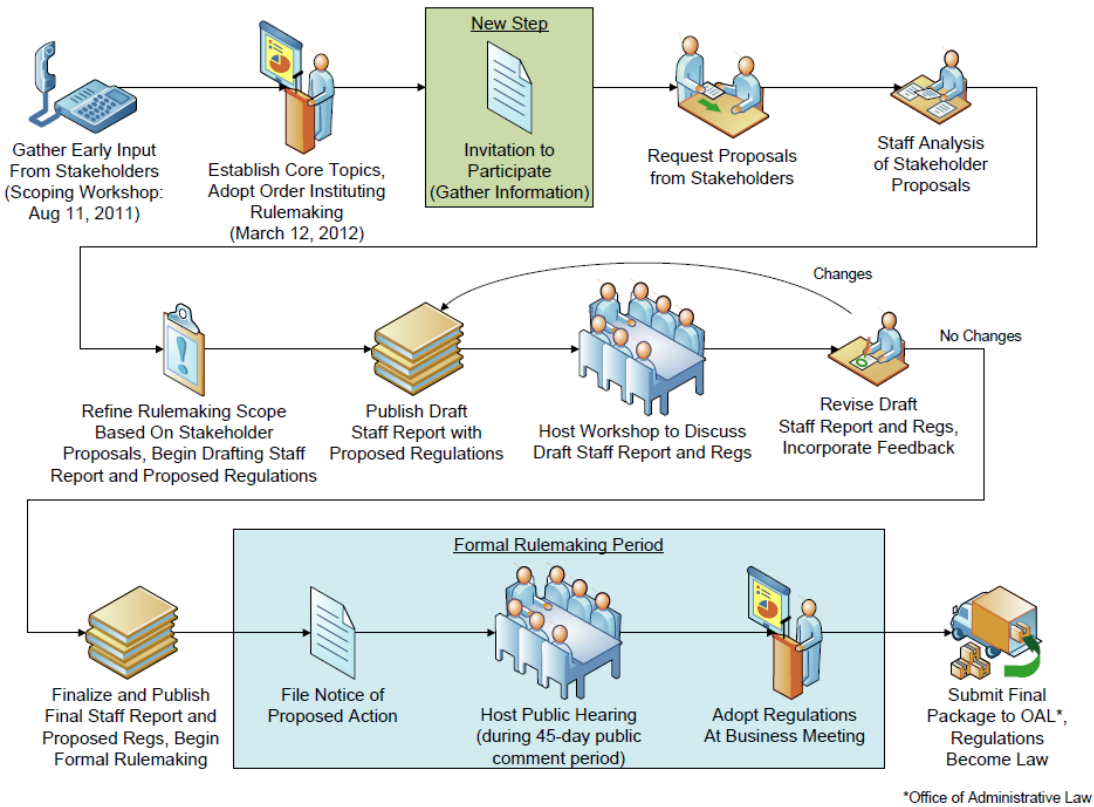 New Step
Gather Early Input
From Stakeholders
(Scoping Workshop:
Aug 11, 2011)
Establish Core Topics,
Adopt Order Instituting
Rulemaking
(March 12, 2012)
Invitation to
Participate
(Gather Information)
Request Proposals
from Stakeholders
Staff Analysis
of Stakeholder
Proposals
Changes
No Changes
Refine Rulemaking Scope
Based On Stakeholder
Proposals, Begin Drafting Staff
Report and Proposed Regulations
Publish Draft
Staff Report with
Proposed Regulations
Host Workshop to Discuss
Draft Staff Report and Regs
Revise Draft
Staff Report and Regs,
Incorporate Feedback
Formal Rulemaking Period
Finalize and Publish
Final Staff Report and
Proposed Regs, Begin
Formal Rulemaking
File Notice of
Proposed Action
Host Public Hearing
(during 45-day public
comment period)
Adopt Regulations
At Business Meeting
Submit Final
Package to OAL*,
Regulations
Become Law
*Office of Administrative Law